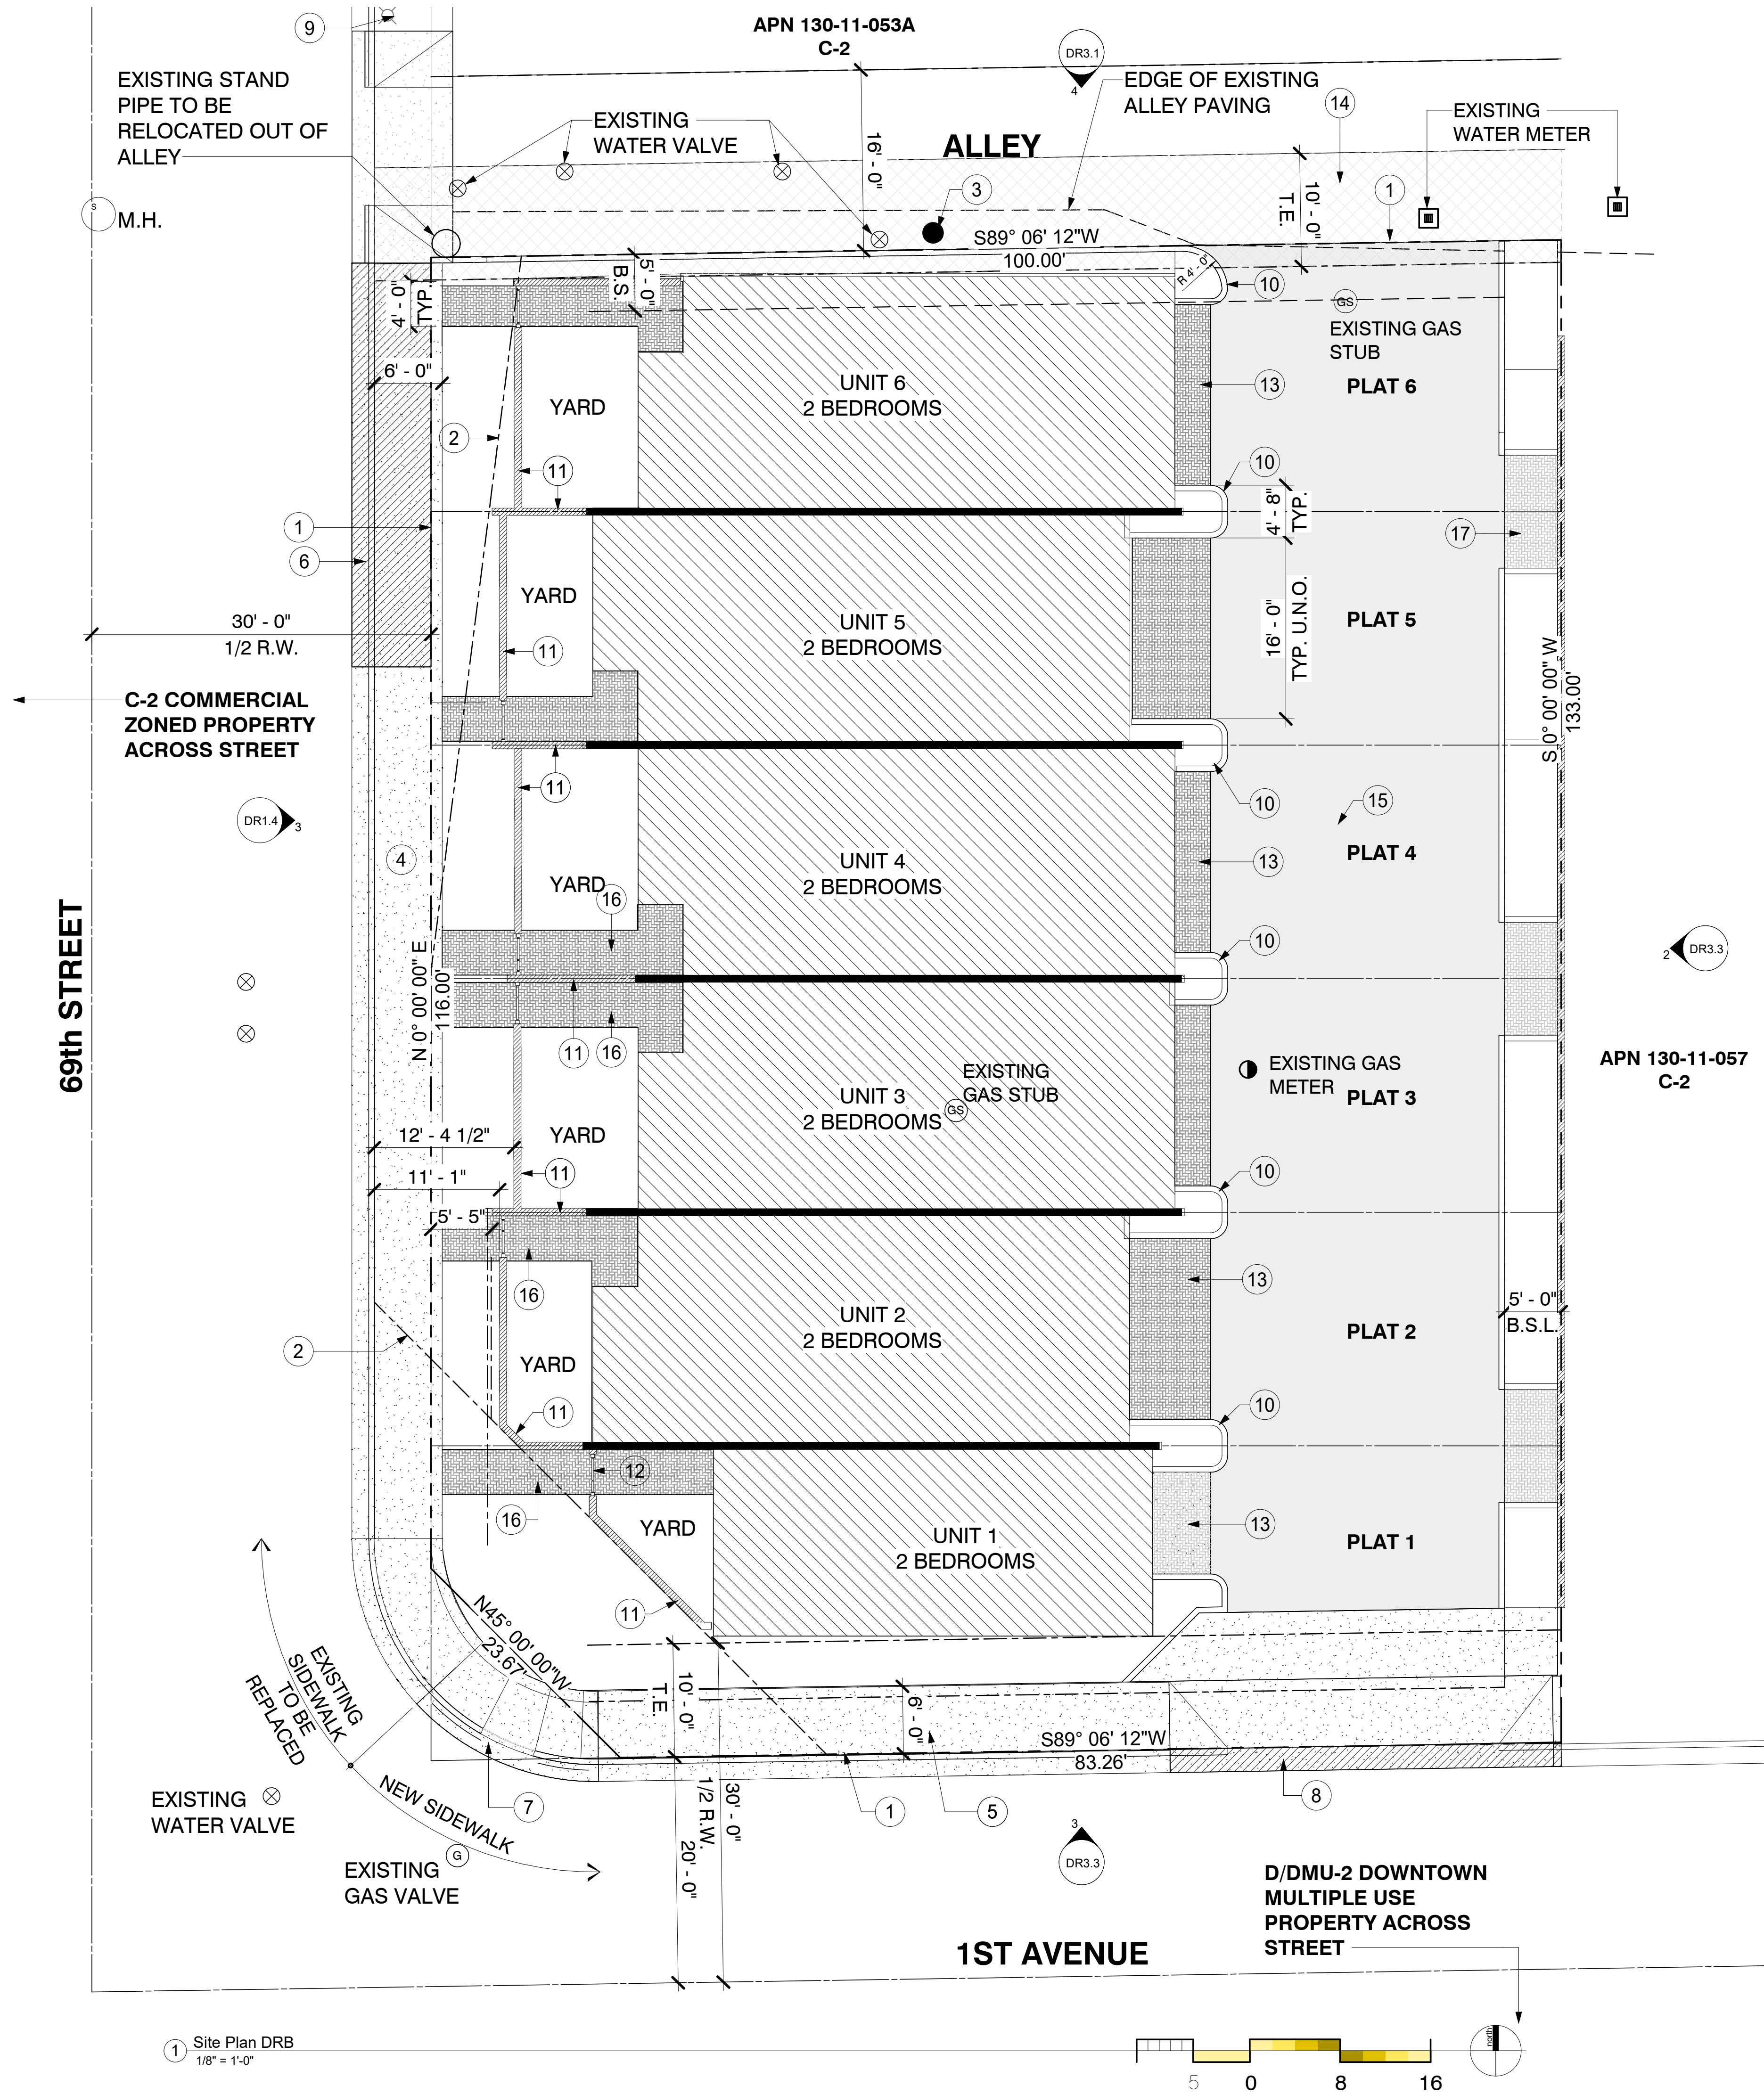 9
APN 130-11-053A
C-2
DR3.1
4
EXISTING STAND
PIPE TO BE
RELOCATED OUT OF
ALLEY
EXISTING
WATER VALVE
EDGE OF EXISTING
ALLEY PAVING
14
EXISTING
WATER METER
16' - 0"
ALLEY
3
10' - 0"
T.E.
1
S
M.H.
S89° 06' 12"W
100.00'
5' - 0"
B.S.
R 4' - 0"
10
4' - 0"
TYP.
GS
EXISTING GAS
STUB
6' - 0"
UNIT 6
2 BEDROOMS
13
PLAT 6
YARD
2
11
10
4' - 8"
TYP.
1
17
6
YARD
UNIT 5
2 BEDROOMS
16' - 0"
TYP. U.N.O.
PLAT 5
30' - 0"
1/2 R.W.
11
S 0° 00' 00" W
133.00'
C-2 COMMERCIAL
ZONED PROPERTY
ACROSS STREET
11
10
15
DR1.4
3
4
UNIT 4
2 BEDROOMS
13
PLAT 4
YARD
16
69th STREET
N 0° 00' 00" E
116.00'
10
2
DR3.3
11
16
EXISTING
GAS STUB
GS
EXISTING GAS
METER
UNIT 3
2 BEDROOMS
PLAT 3
APN 130-11-057
C-2
12' - 4 1/2"
YARD
11' - 1"
11
10
5' - 5"
16
13
5' - 0"
B.S.L.
UNIT 2
2 BEDROOMS
PLAT 2
2
YARD
11
10
12
16
YARD
UNIT 1
2 BEDROOMS
13
PLAT 1
11
N45° 00' 00"W
23.67'
EXISTING
SIDEWALK
TO BE
REPLACED
10' - 0"
T.E.
6' - 0"
S89° 06' 12"W
83.26'
EXISTING
WATER VALVE
NEW SIDEWALK
7
30' - 0"
1/2 R.W.
20' - 0"
1
5
8
G
EXISTING
GAS VALVE
3
DR3.3
D/DMU-2 DOWNTOWN
MULTIPLE USE
PROPERTY ACROSS
STREET
1ST AVENUE
1
Site Plan DRB
1/8" = 1'-0"
north
5
0
8
16